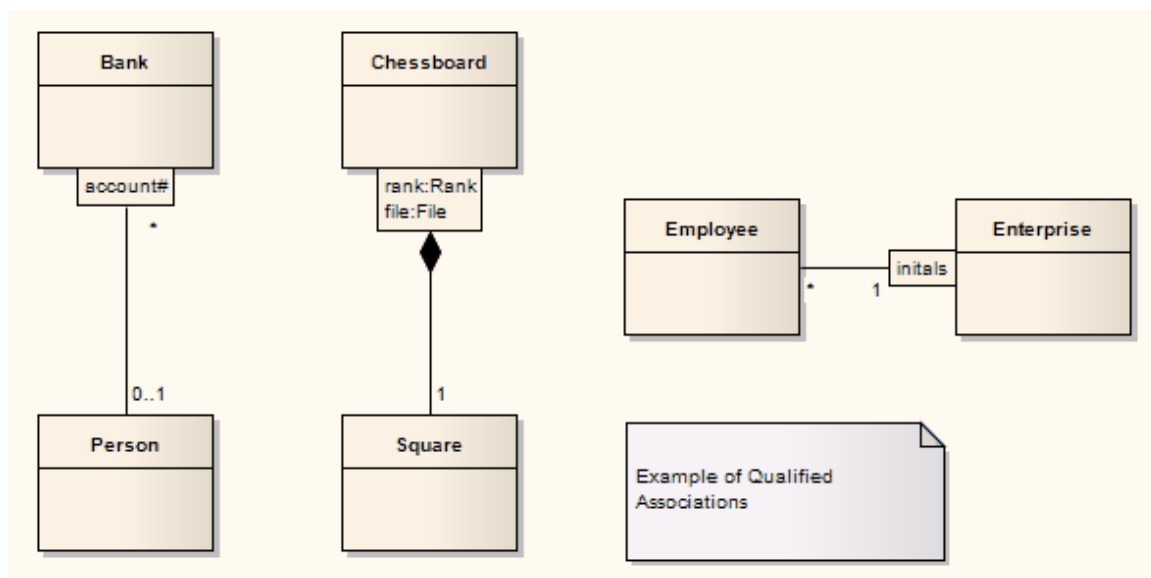 Bank
account#
*
0..1
Person
Chessboard
rank:Rank
file:File
1
Square
Employee
*
1
initals
Enterprise
Example of Qualified
Associations